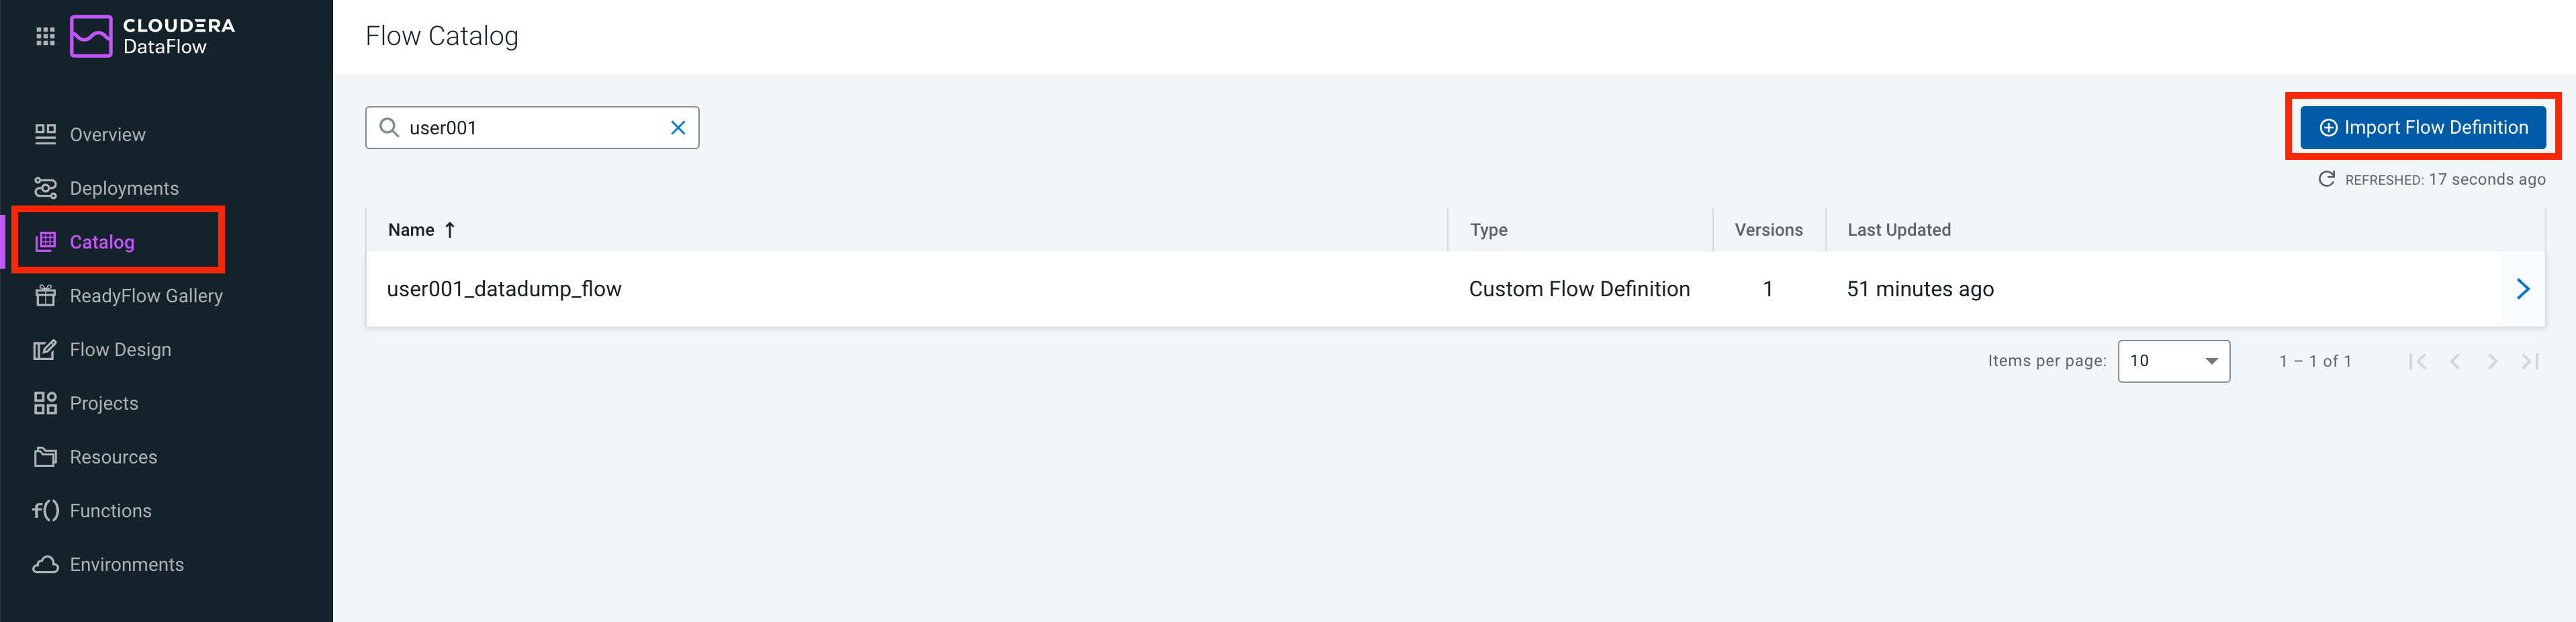 CLOUDERA
DataFlow
Overview
Deployments
Catalog
ReadyFlow Gallery
Flow Design
Projects
Resources
f() Functions
Environments
Flow Catalog
user001
Import Flow Definition
REFRESHED: 17 seconds ago
Name ↑ Type Versions Last Updated
user001_datadump_flow Custom Flow Definition 1 51 minutes ago
Items per page: 10 1 – 1 of 1